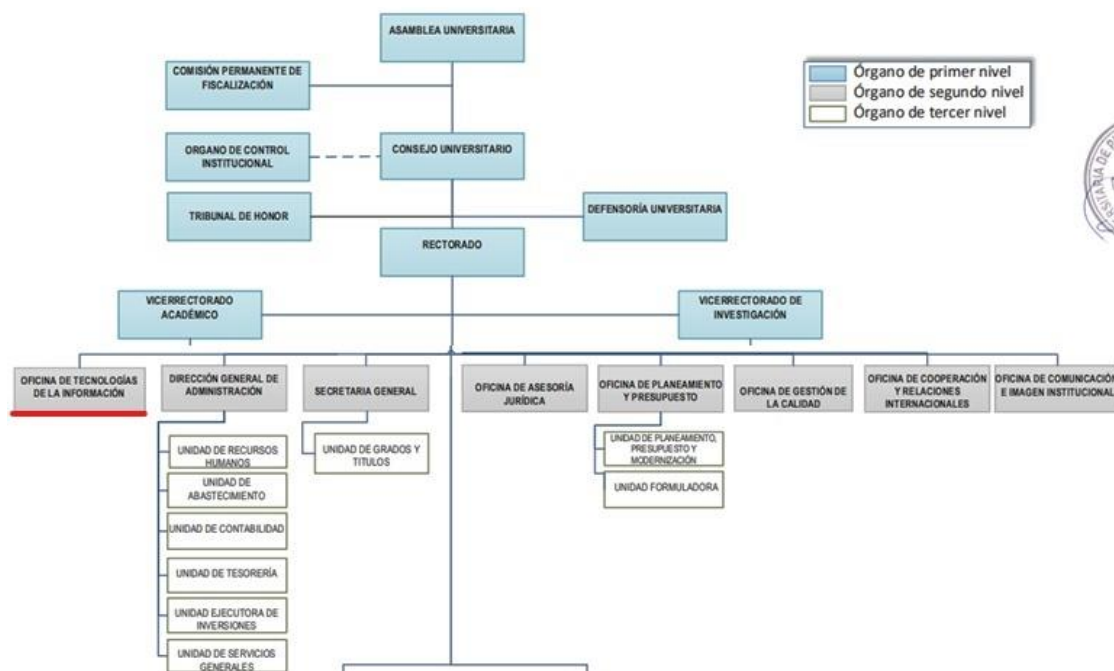 ASAMBLEA UNIVERSITARIA
COMISIÓN PERMANENTE DE
FISCALIZACIÓN
Órgano de primer nivel
Órgano de segundo nivel
Órgano de tercer nivel
ORGANO DE CONTROL
INSTITUCIONAL
CONSEJO UNIVERSITARIO
TRIBUNAL DE HONOR
DEFENSORÍA UNIVERSITARIA
RECTORADO
VICERRECTORADO
ACADÉMICO
VICERRECTORADO DE
INVESTIGACIÓN
OFICINA DE TECNOLOGÍAS
DE LA INFORMACIÓN
DIRECCIÓN GENERAL DE
ADMINISTRACIÓN
SECRETARIA GENERAL
OFICINA DE ASESORÍA
JURÍDICA
OFICINA DE PLANEAMIENTO
Y PRESUPUESTO
OFICINA DE GESTIÓN DE
LA CALIDAD
OFICINA DE COOPERACIÓN
Y RELACIONES
INTERNACIONALES
OFICINA DE COMUNICACIÓN
E IMAGEN INSTITUCIONAL
UNIDAD DE RECURSOS
HUMANOS
UNIDAD DE
ABASTECIMIENTO
UNIDAD DE CONTABILIDAD
UNIDAD DE TESORERÍA
UNIDAD EJECUTORA DE
INVERSIONES
UNIDAD DE SERVICIOS
GENERALES
UNIDAD DE GRADOS Y
TITULOS
UNIDAD DE PLANEAMIENTO,
PRESUPUESTO Y
MODERNIZACIÓN
UNIDAD FORMULADORA